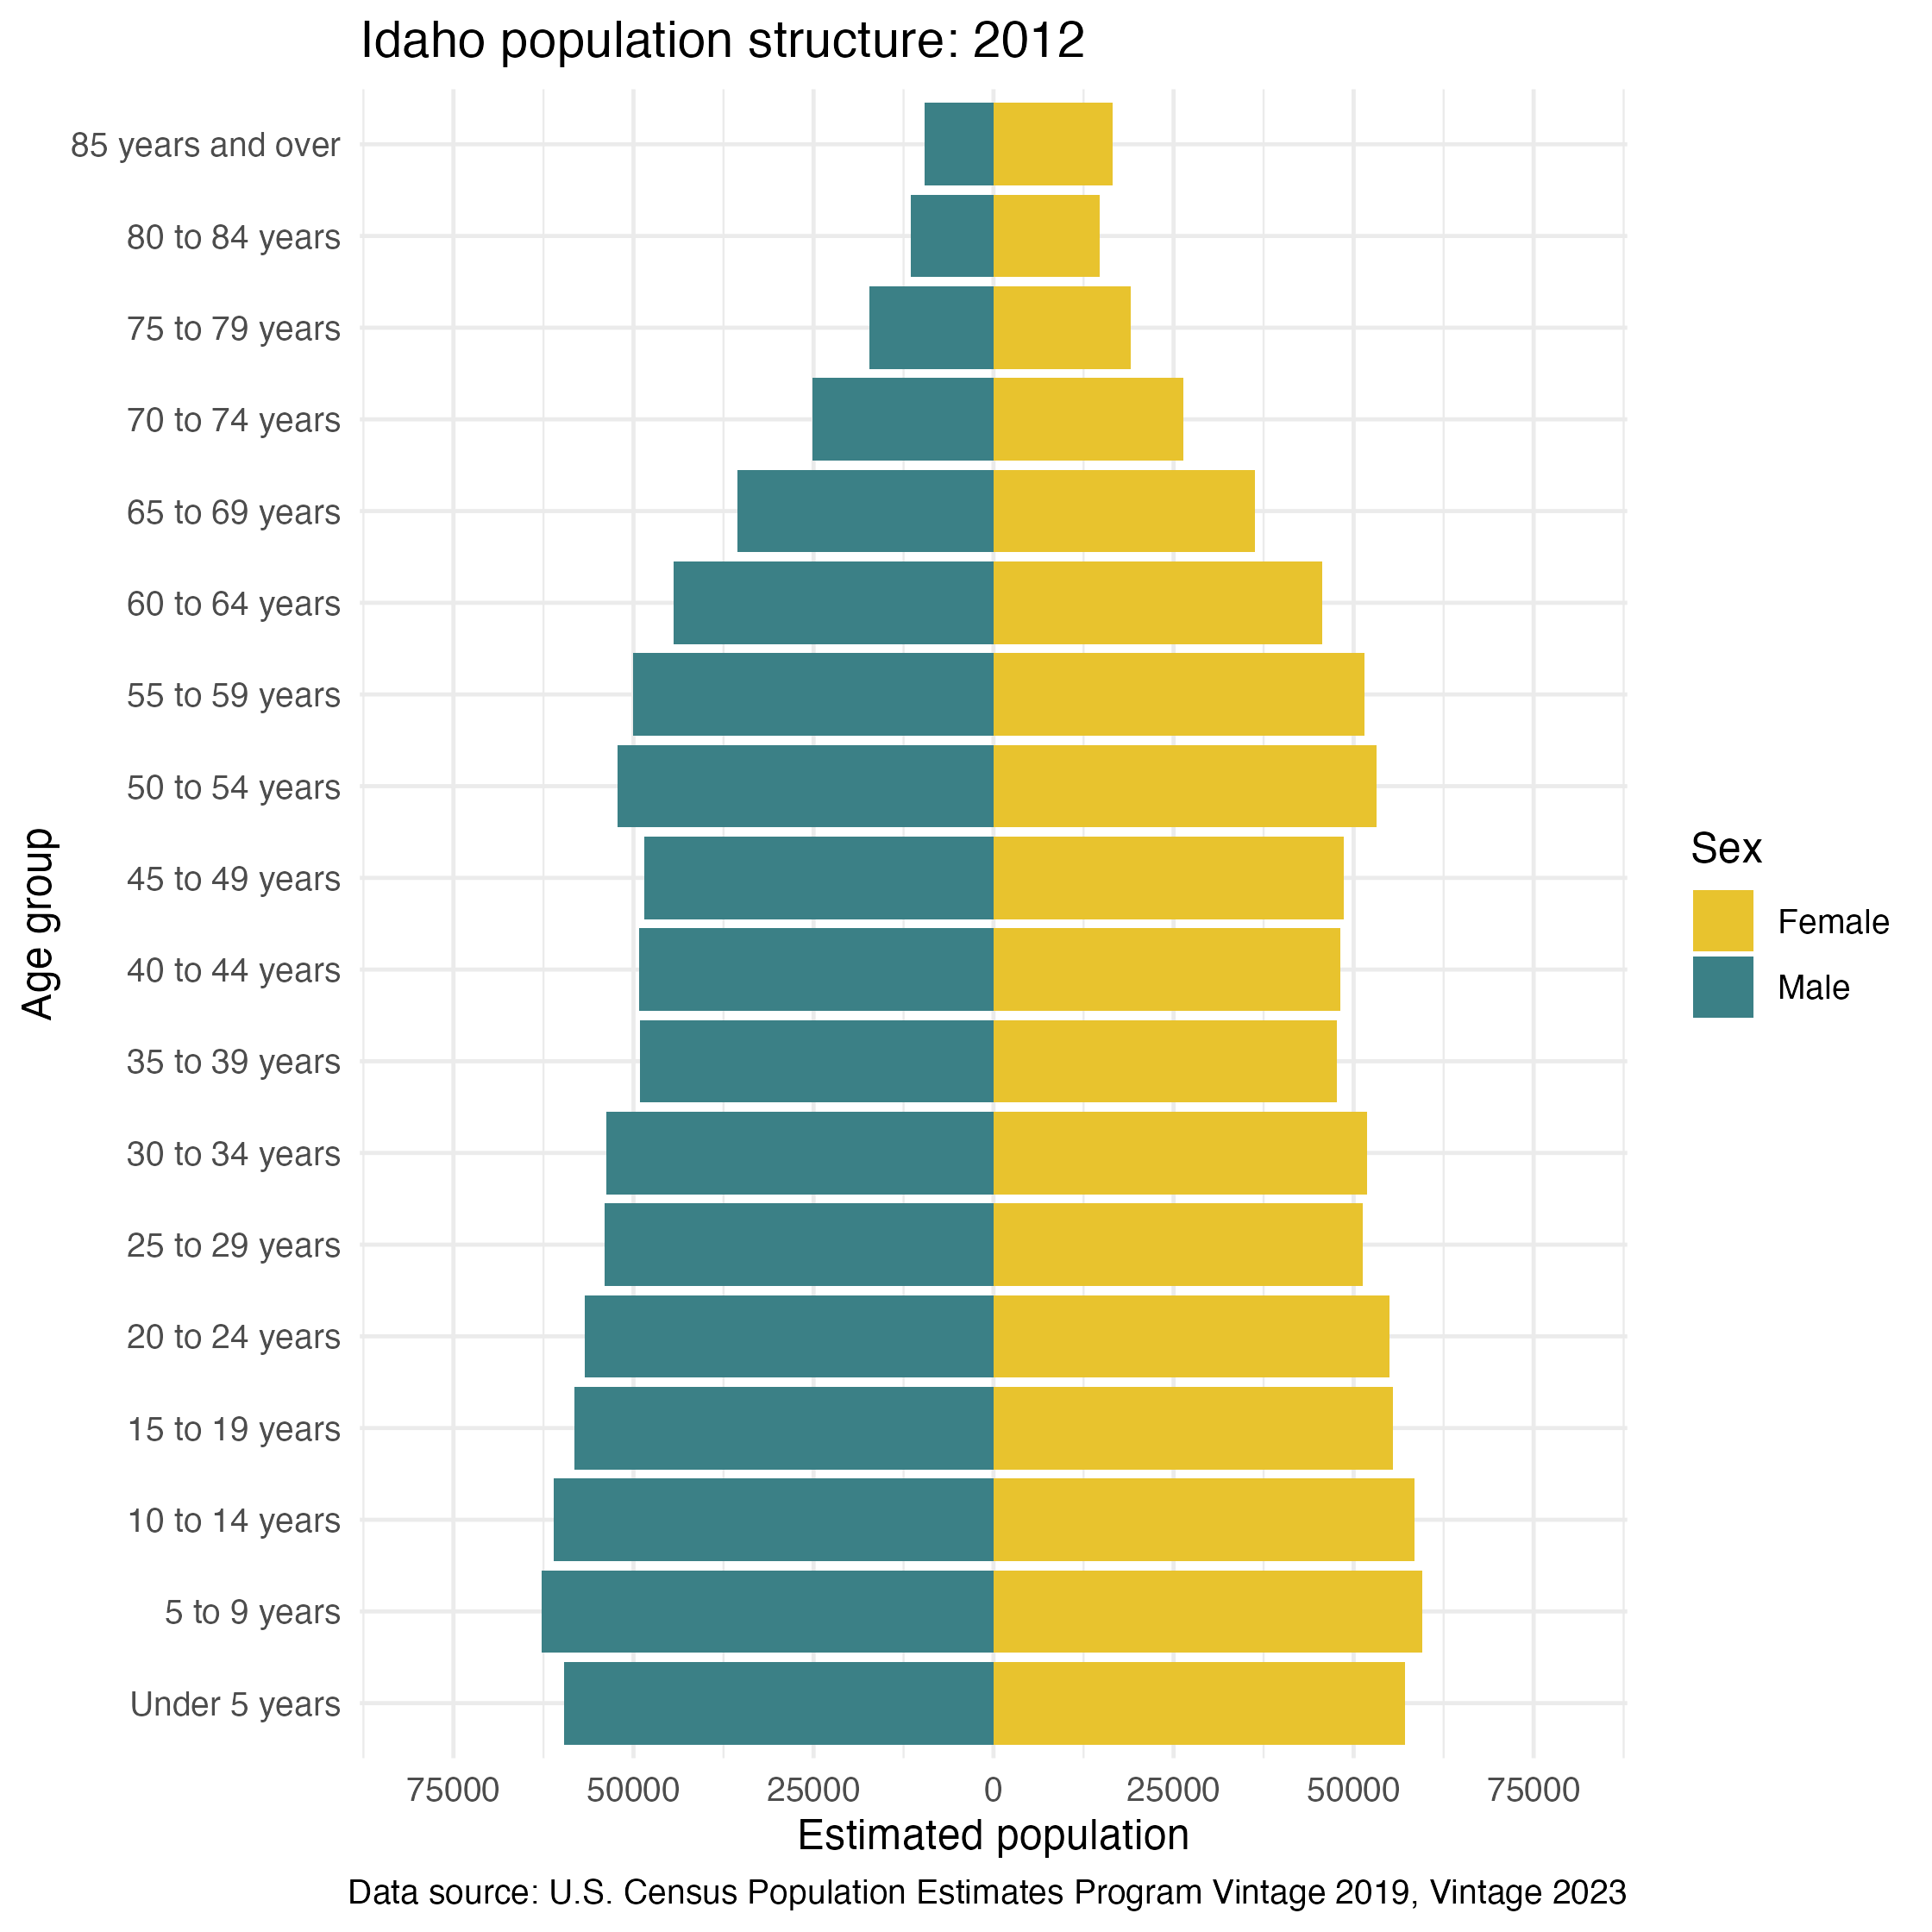 Idaho population structure: 2012
85 years and over
80 to 84 years
75 to 79 years
70 to 74 years
65 to 69 years
60 to 64 years
55 to 59 years
50 to 54 years
45 to 49 years
40 to 44 years
35 to 39 years
30 to 34 years
25 to 29 years
20 to 24 years
15 to 19 years
10 to 14 years
5 to 9 years
Under 5 years
Age group
75000 50000 25000 0 25000 50000 75000
Estimated population
Sex
Female
Male
Data source: U.S. Census Population Estimates Program Vintage 2019, Vintage 2023